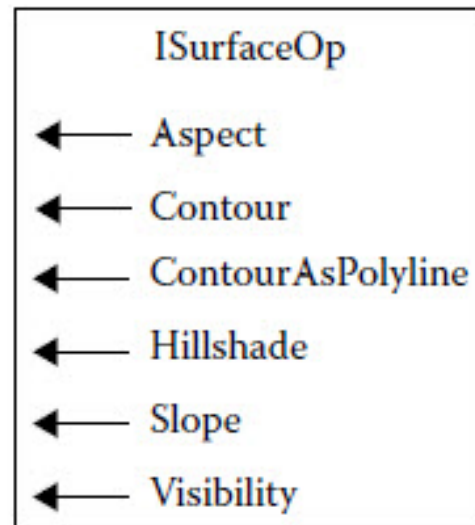 ISurfaceOp
Aspect
Contour
ContourAsPolyline
Hillshade
Slope
Visibility